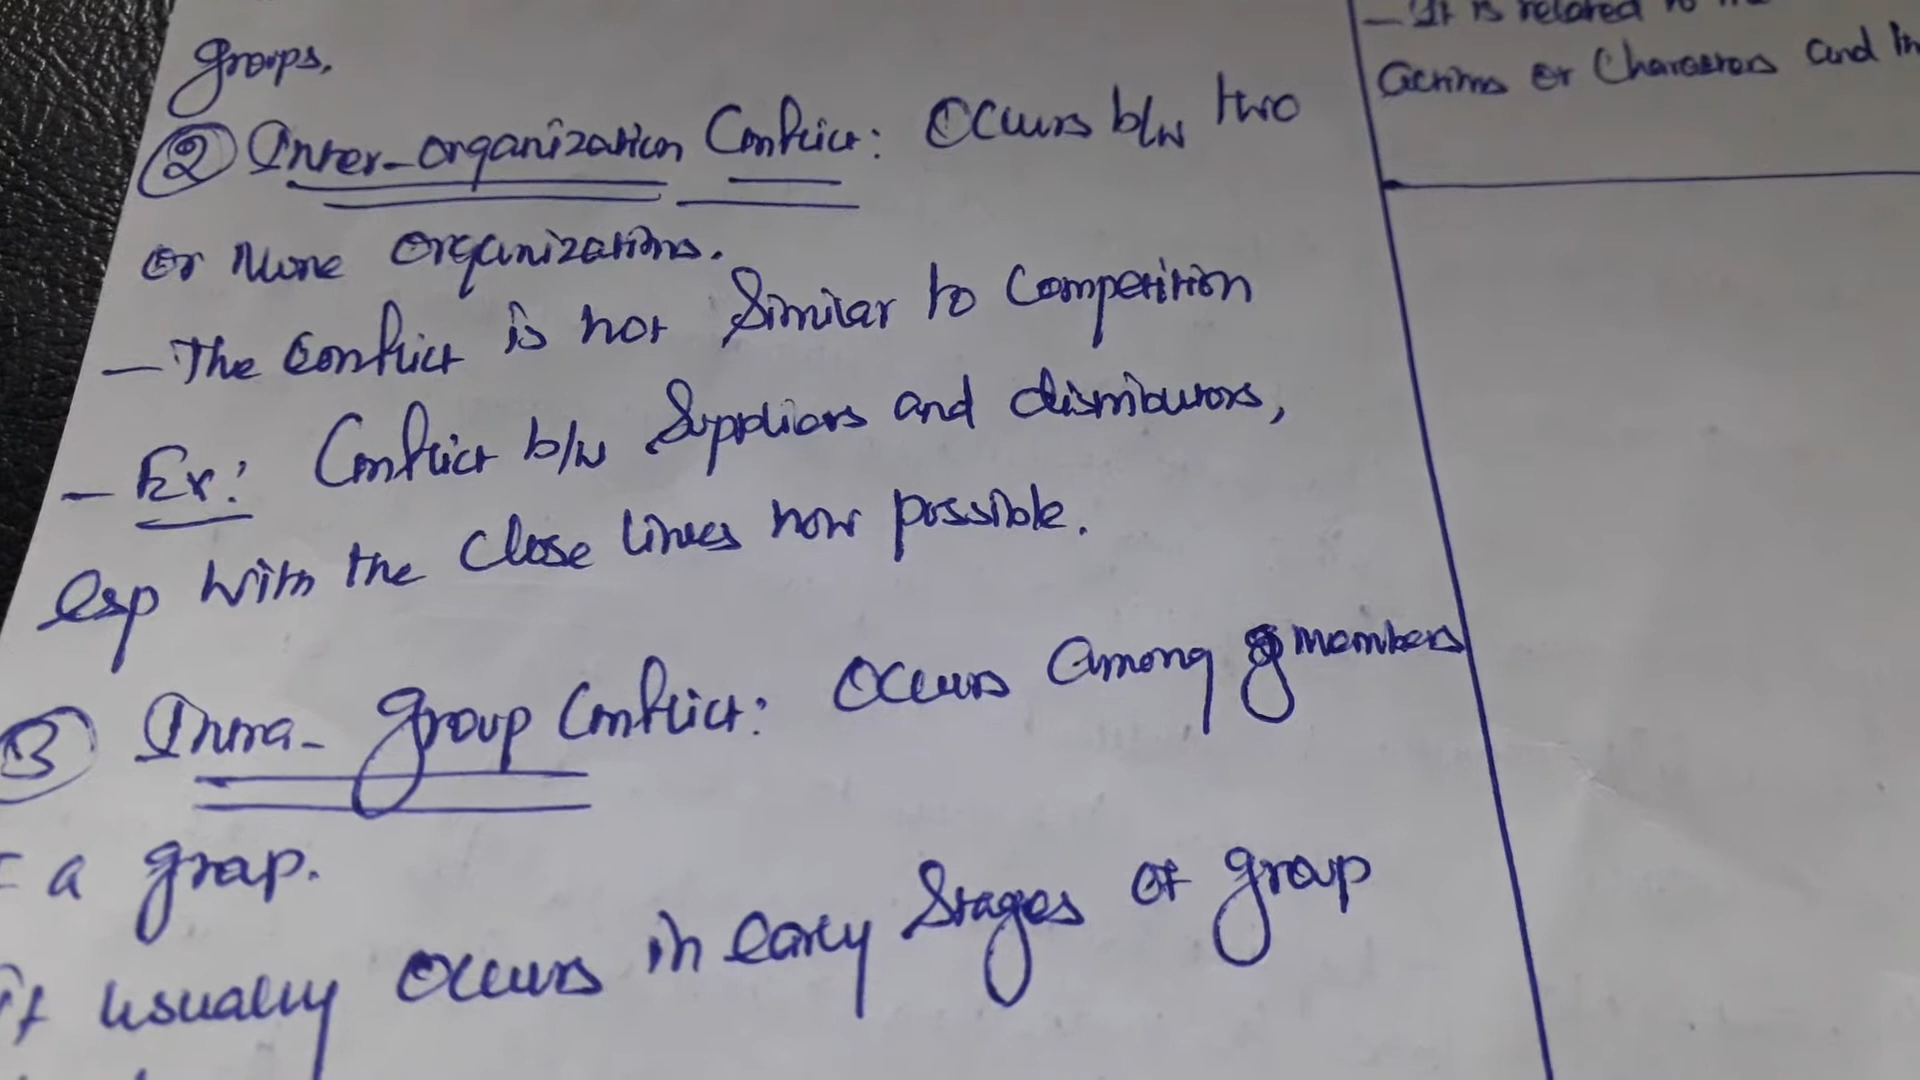 groups.
② Inter-organization Conflict: Occurs b/w two
or More organizations.
- The Conflict is not Similar to Competition
- Ex: Conflict b/w Suppliers and distributors,
esp with the close lines now possible.
③ Intra-group Conflict: Occurs among members
a group.
it usually occurs in early stages of group
- It is related to
actions or Characters and